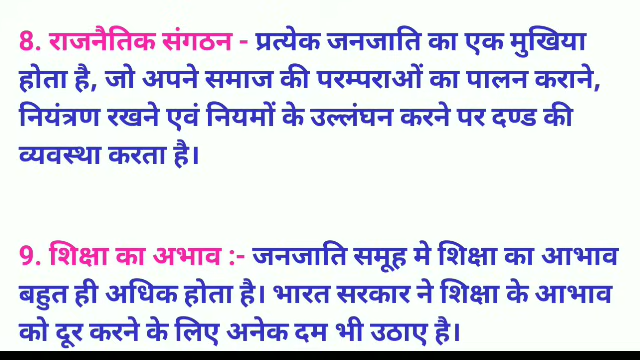 8. राजनैतिक संगठन - प्रत्येक जनजाति का एक मुखिया
होता है, जो अपने समाज की परम्पराओं का पालन कराने,
नियंत्रण रखने एवं नियमों के उल्लंघन करने पर दण्ड की
व्यवस्था करता है।
9. शिक्षा का अभाव :- जनजाति समूह मे शिक्षा का आभाव
बहुत ही अधिक होता है। भारत सरकार ने शिक्षा के आभाव
को दूर करने के लिए अनेक दम भी उठाए है।